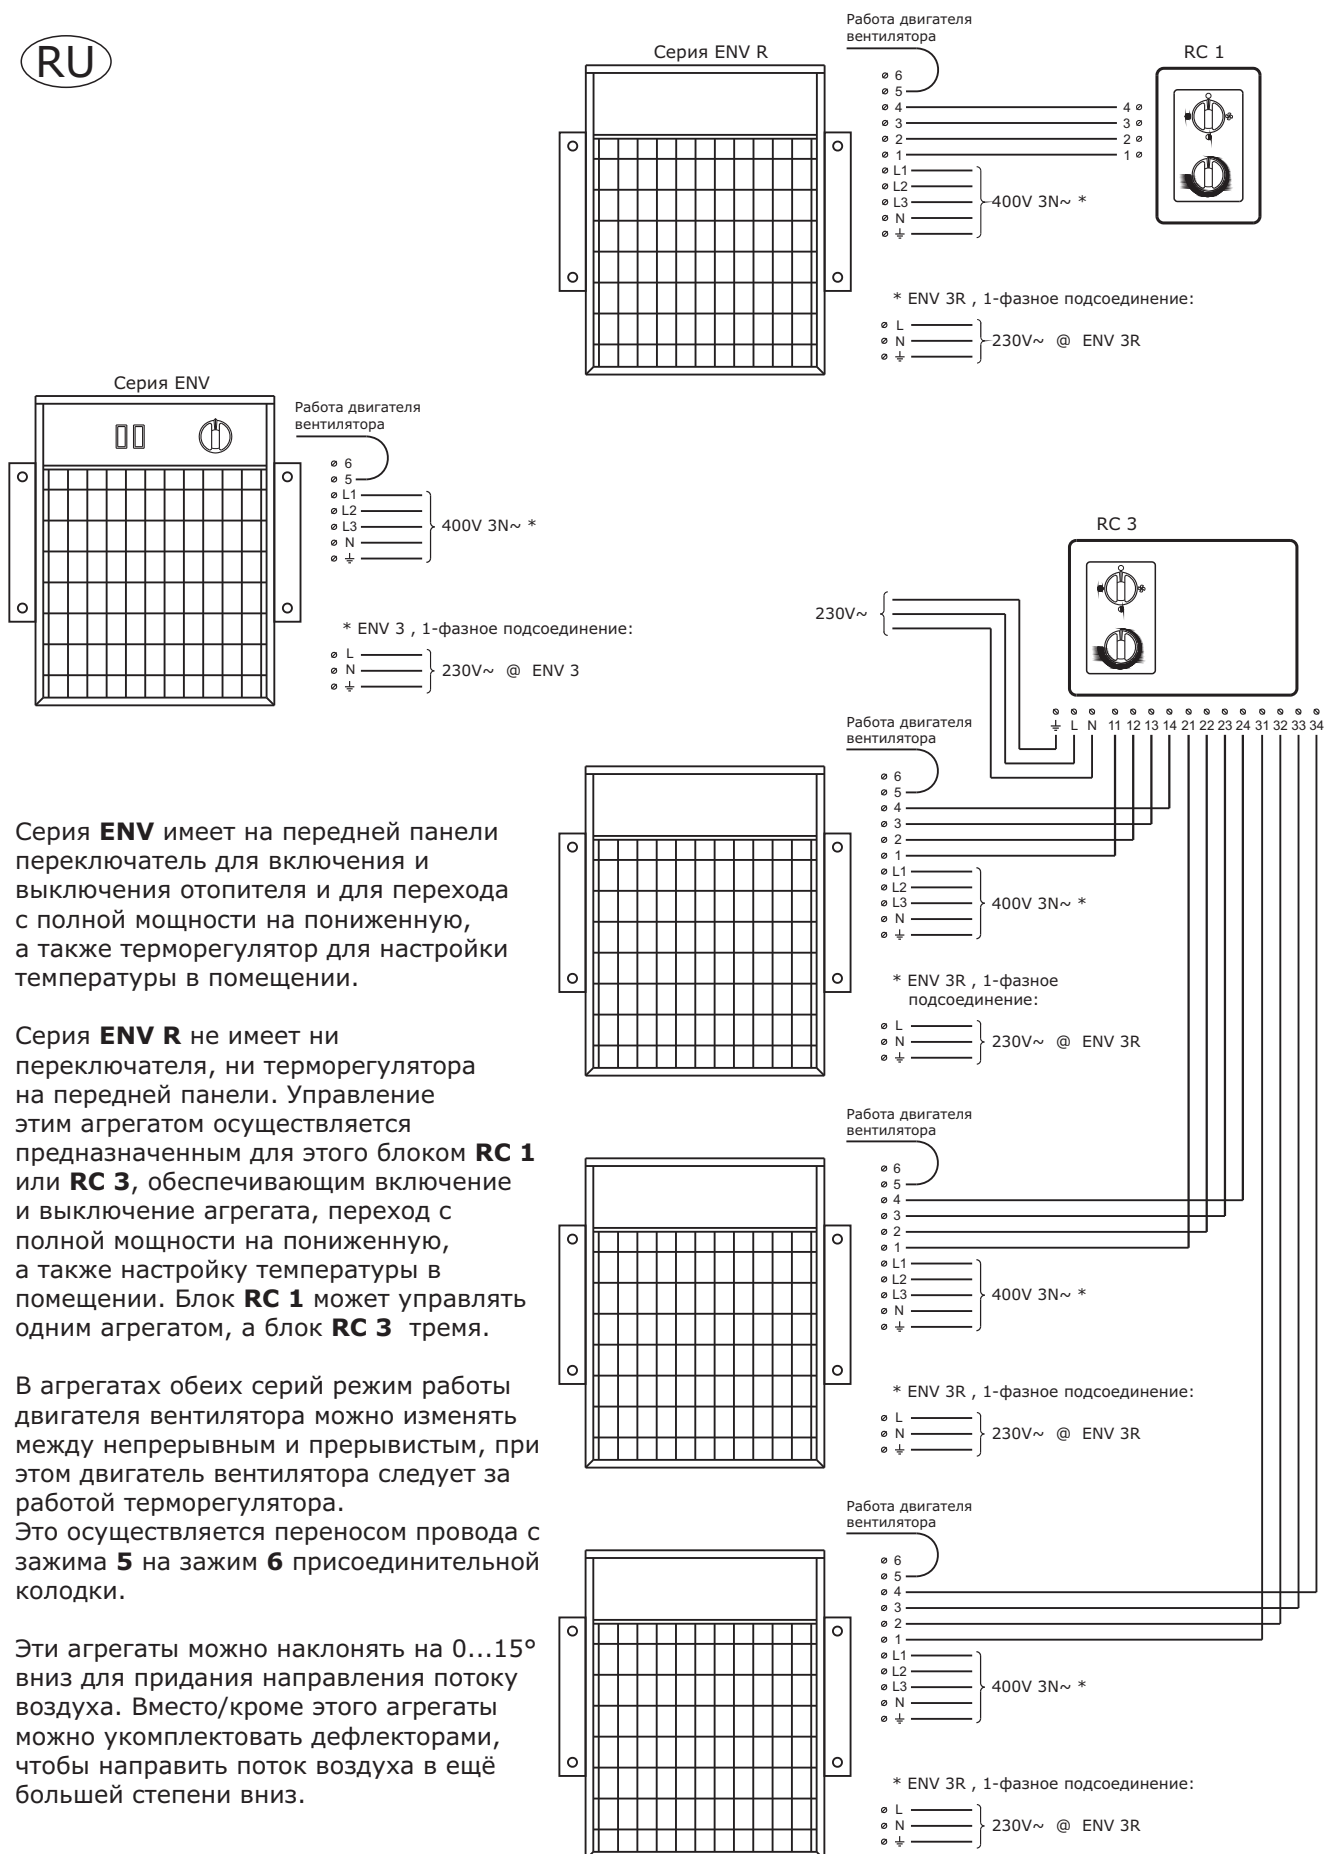 RU
Серия ENV R
Работа двигателя
вентилятора
6
5
4
3
2
1
L1
L2
L3
N
400V 3N~ *
RC 1
4
3
2
1
* ENV 3R , 1-фазное подсоединение:
L
N
230V~ @ ENV 3R
Серия ENV
Работа двигателя
вентилятора
6
5
L1
L2
L3
N
400V 3N~ *
* ENV 3 , 1-фазное подсоединение:
L
N
230V~ @ ENV 3
RC 3
230V~
L N 11 12 13 14 21 22 23 24 31 32 33 34
Работа двигателя
вентилятора
6
5
4
3
2
1
L1
L2
L3
N
400V 3N~ *
* ENV 3R , 1-фазное
подсоединение:
L
N
230V~ @ ENV 3R
Работа двигателя
вентилятора
6
5
4
3
2
1
L1
L2
L3
N
400V 3N~ *
* ENV 3R , 1-фазное подсоединение:
L
N
230V~ @ ENV 3R
Работа двигателя
вентилятора
6
5
4
3
2
1
L1
L2
L3
N
400V 3N~ *
* ENV 3R , 1-фазное подсоединение:
L
N
230V~ @ ENV 3R
Серия ENV имеет на передней панели
переключатель для включения и
выключения отопителя и для перехода
с полной мощности на пониженную,
а также терморегулятор для настройки
температуры в помещении.
Серия ENV R не имеет ни
переключателя, ни терморегулятора
на передней панели. Управление
этим агрегатом осуществляется
предназначенным для этого блоком RC 1
или RC 3, обеспечивающим включение
и выключение агрегата, переход с
полной мощности на пониженную,
а также настройку температуры в
помещении. Блок RC 1 может управлять
одним агрегатом, а блок RC 3 тремя.
В агрегатах обеих серий режим работы
двигателя вентилятора можно изменять
между непрерывным и прерывистым, при
этом двигатель вентилятора следует за
работой терморегулятора.
Это осуществляется переносом провода с
зажима 5 на зажим 6 присоединительной
колодки.
Эти агрегаты можно наклонять на 0...15°
вниз для придания направления потоку
воздуха. Вместо/кроме этого агрегаты
можно укомплектовать дефлекторами,
чтобы направить поток воздуха в ещё
большей степени вниз.